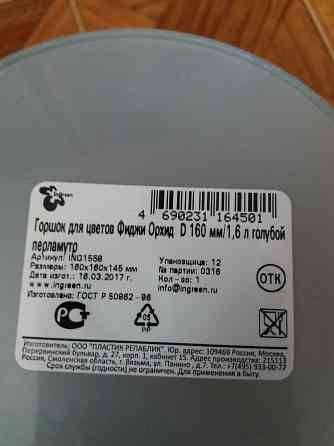 InGreen
4 690231 164501
Горшок для цветов Фиджи Орхид D 160 мм/1,6 л голубой
перламутр
Артикул: ING1558
Размеры: 160х160х145 мм
Дата изгот.: 16.03.2017 г.
www.ingreen.ru
Изготовлено: ГОСТ Р 50962-96
Упаковщица: 12
№ партии: 0316
Кол-во: 1
info@ingreen.ru
ОТК
05
PP
Изготовитель: ООО "ПЛАСТИК РЕПАБЛИК". Юр. адрес: 109469 Россия, Москва,
Перервинский бульвар, д. 27, корп. 1, кабинет 15. Адрес производства: 215113
Россия, Смоленская область, г. Вязьма, ул. Панино , д. 7. Тел.: +7(495) 933-00-77
Срок службы (годности) не ограничен. Для применения в быту.